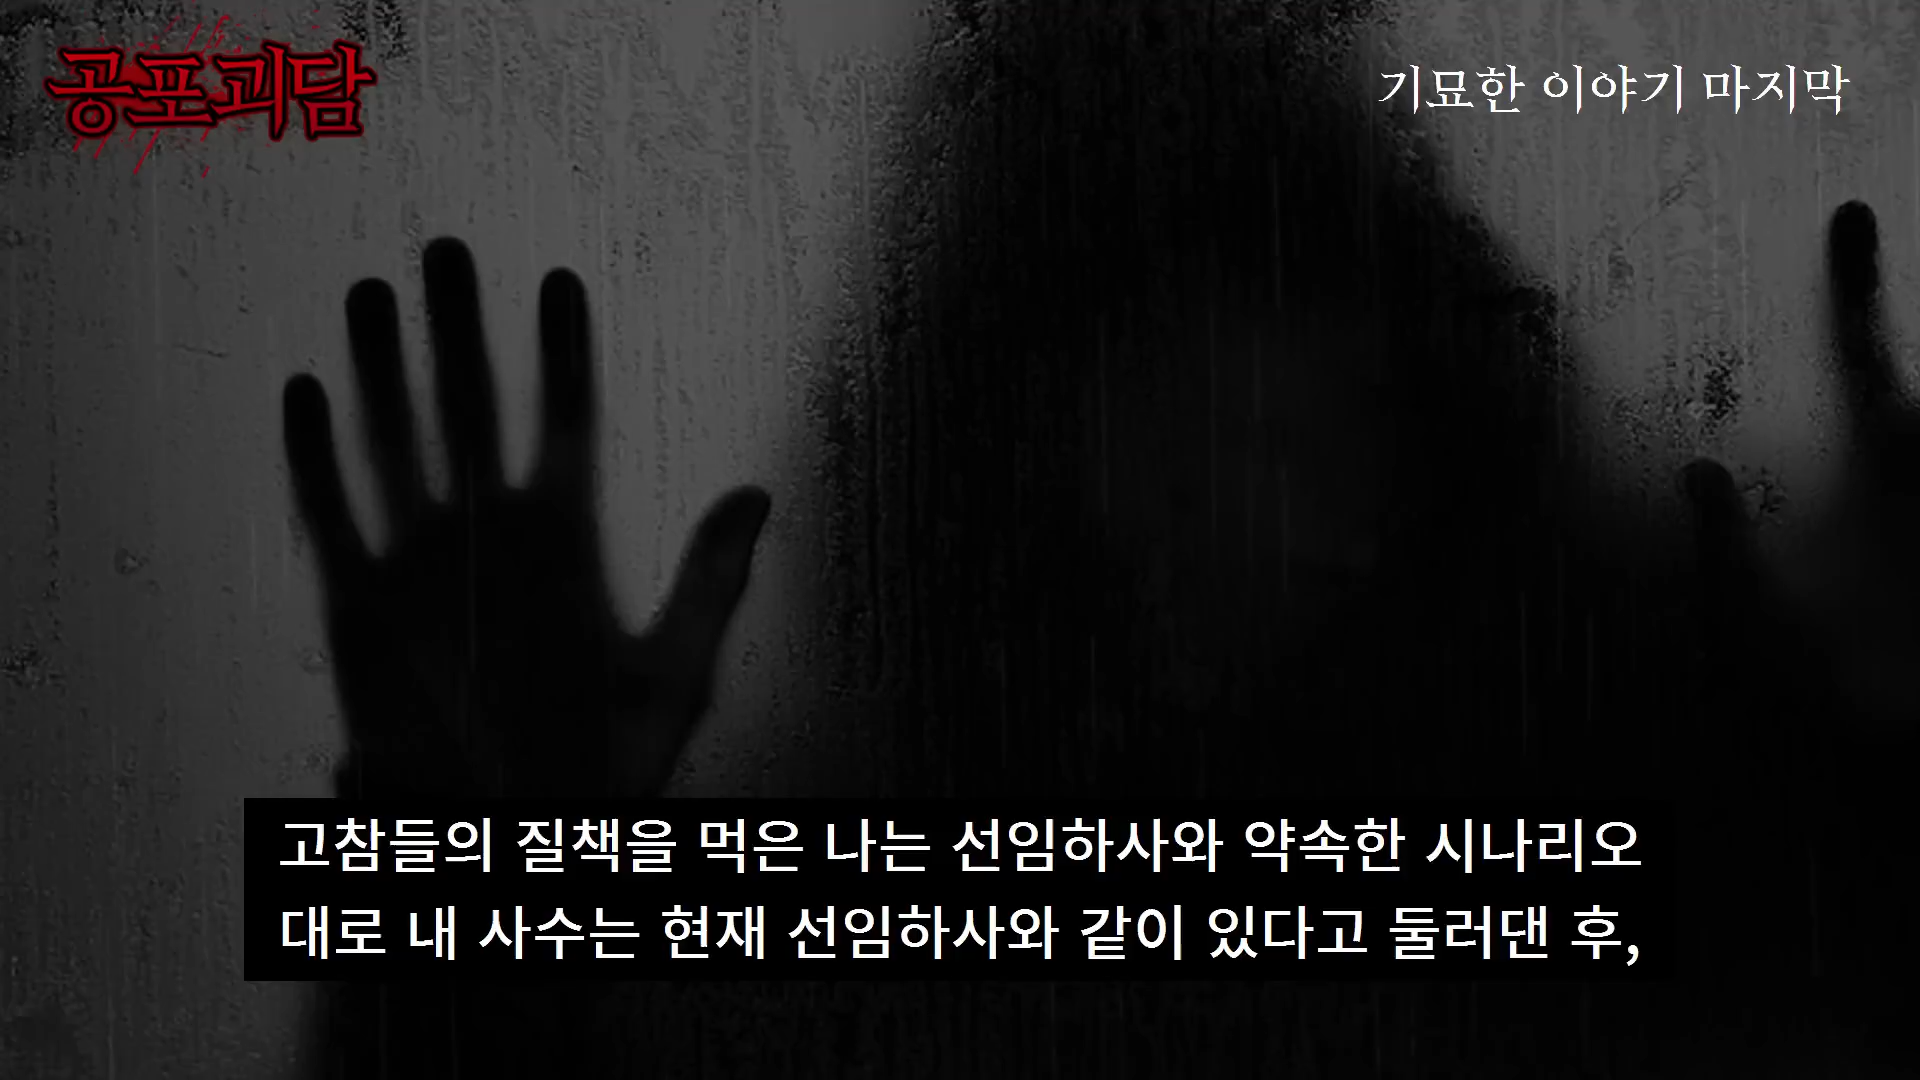 공포괴담
기묘한 이야기 마지막
고참들의 질책을 먹은 나는 선임하사와 약속한 시나리오
대로 내 사수는 현재 선임하사와 같이 있다고 둘러댄 후,